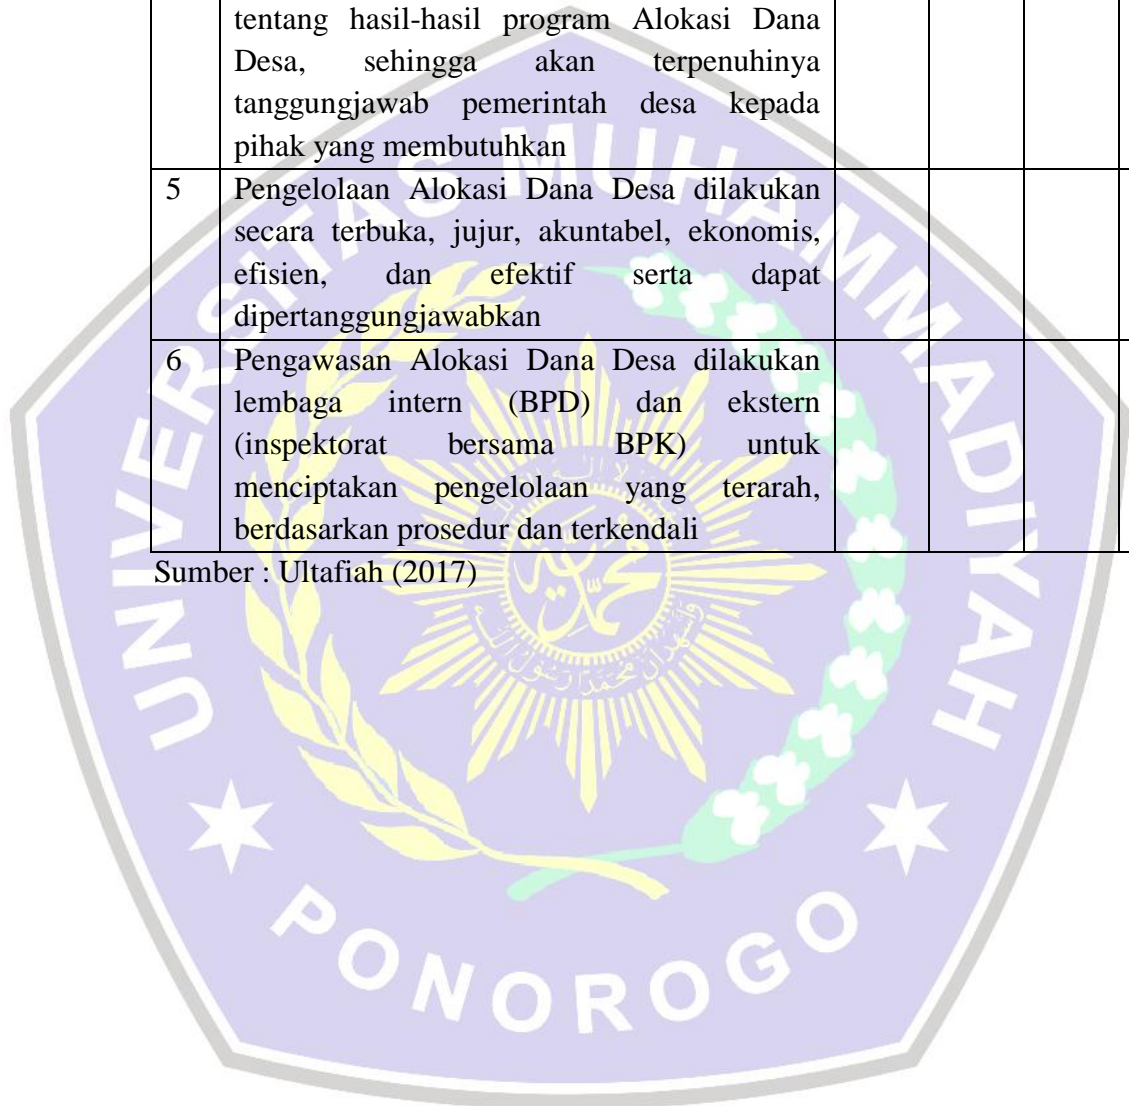 tentang hasil-hasil program Alokasi Dana
Desa, sehingga akan terpenuhinya
tanggungjawab pemerintah desa kepada
pihak yang membutuhkan
5 Pengelolaan Alokasi Dana Desa dilakukan
secara terbuka, jujur, akuntabel, ekonomis,
efisien, dan efektif serta dapat
dipertanggungjawabkan
6 Pengawasan Alokasi Dana Desa dilakukan
lembaga intern (BPD) dan ekstern
(inspektorat bersama BPK) untuk
menciptakan pengelolaan yang terarah,
berdasarkan prosedur dan terkendali
Sumber : Ultafiah (2017)
UNIVERSITAS MUHAMMADIYAH
PONOROGO
محمد